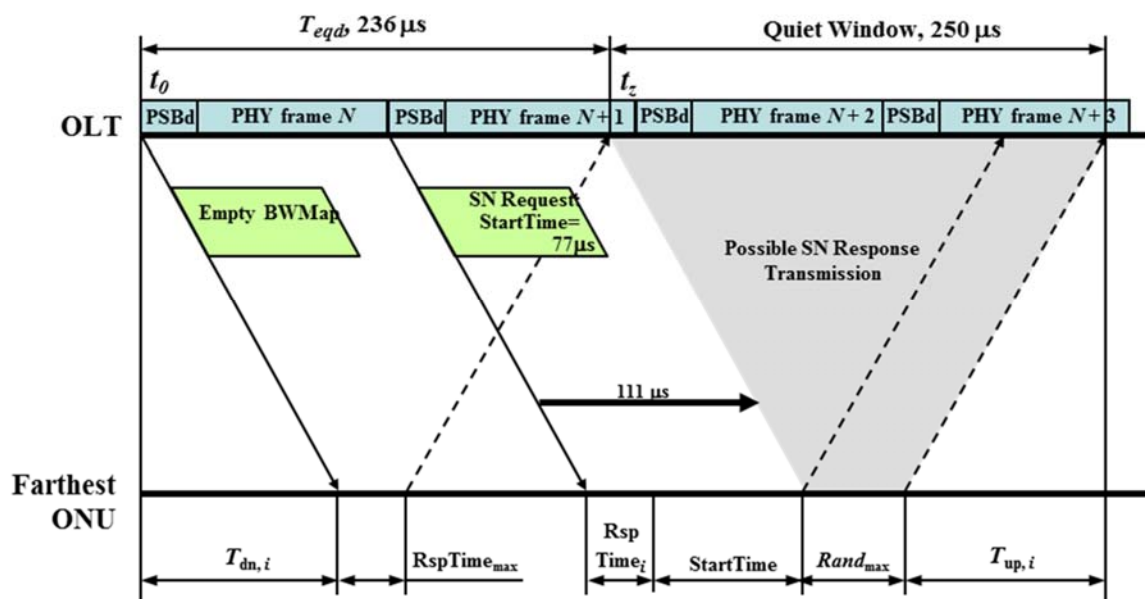 T_eqd, 236 μs
Quiet Window, 250 μs
t_0
t_z
OLT
PSBd
PHY frame N
PSBd
PHY frame N+ 1
PSBd
PHY frame N+ 2
PSBd
PHY frame N+ 3
Empty BWMap
SN Request:
StartTime=
77μs
Possible SN Response
Transmission
111 μs
Farthest
ONU
T_dn, i
RspTime_max
Rsp
Time_i
StartTime
Rand_max
T_up, i